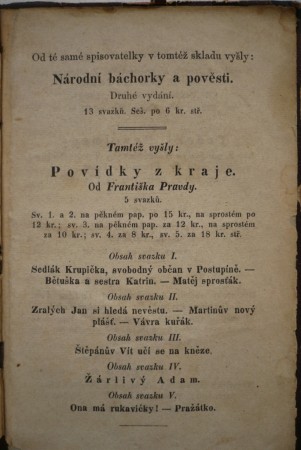 Od té samé spisovatelky v tomtéž skladu vyšly:
Národní báchorky a pověsti.
Druhé vydání.
13 svazků. Seš. po 6 kr. stř.
Tamtéž vyšly:
Povídky z kraje.
Od Františka Pravdy.
5 svazků.
Sv. 1. a 2. na pěkném pap. po 15 kr., na sprostém po
12 kr.; sv. 3. na pěkném pap. za 12 kr., na sprostém
za 10 kr.; sv. 4. za 8 kr., sv. 5. za 18 kr. stř.
Obsah svazku I.
Sedlák Krupička, svobodný občan v Postupíně. —
Bětuška a sestra Katrin. — Matěj sprosťák.
Obsah svazku II.
Zralých Jan si hledá nevěstu. — Martinův nový
plášť. — Vávra kuřák.
Obsah svazku III.
Štěpánův Vít učí se na kněze.
Obsah svazku IV.
Žárlivý Adam.
Obsah svazku V.
Ona má rukavičky! — Pražátko.